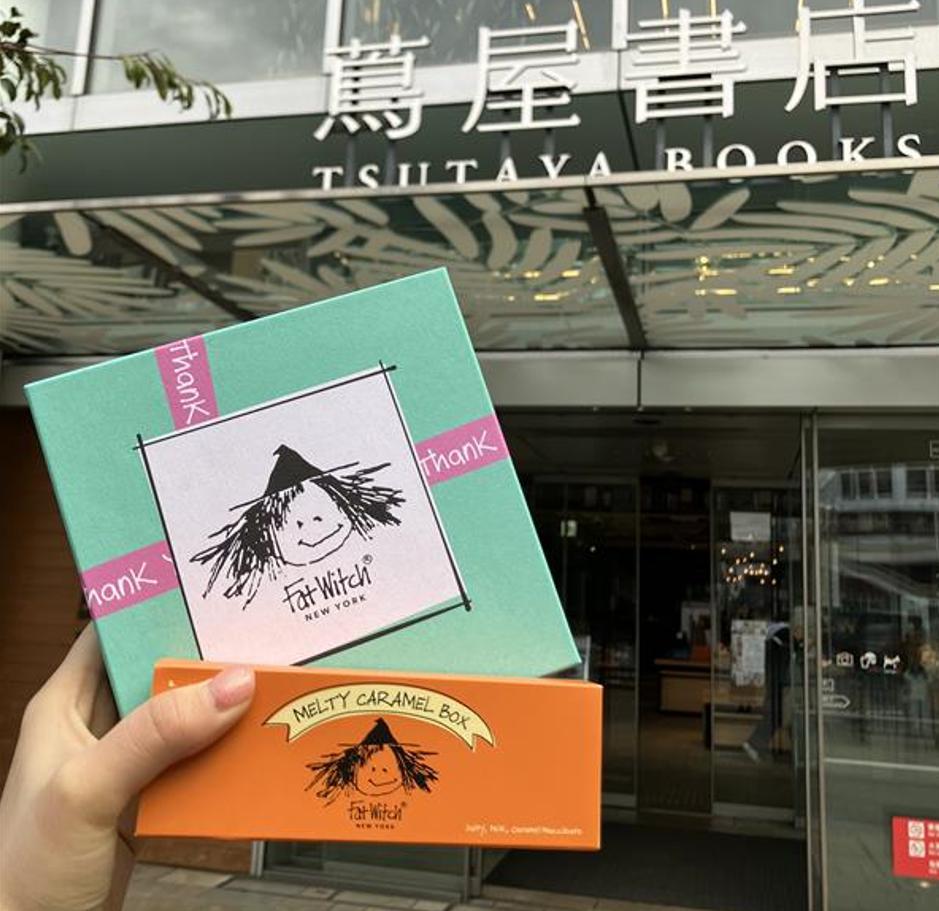 蔦屋書店
TSUTAYA BOOKS
Thank
Thank
hank
Fat Witch®
NEW YORK
MELTY CARAMEL BOX
Fat Witch®
NEW YORK